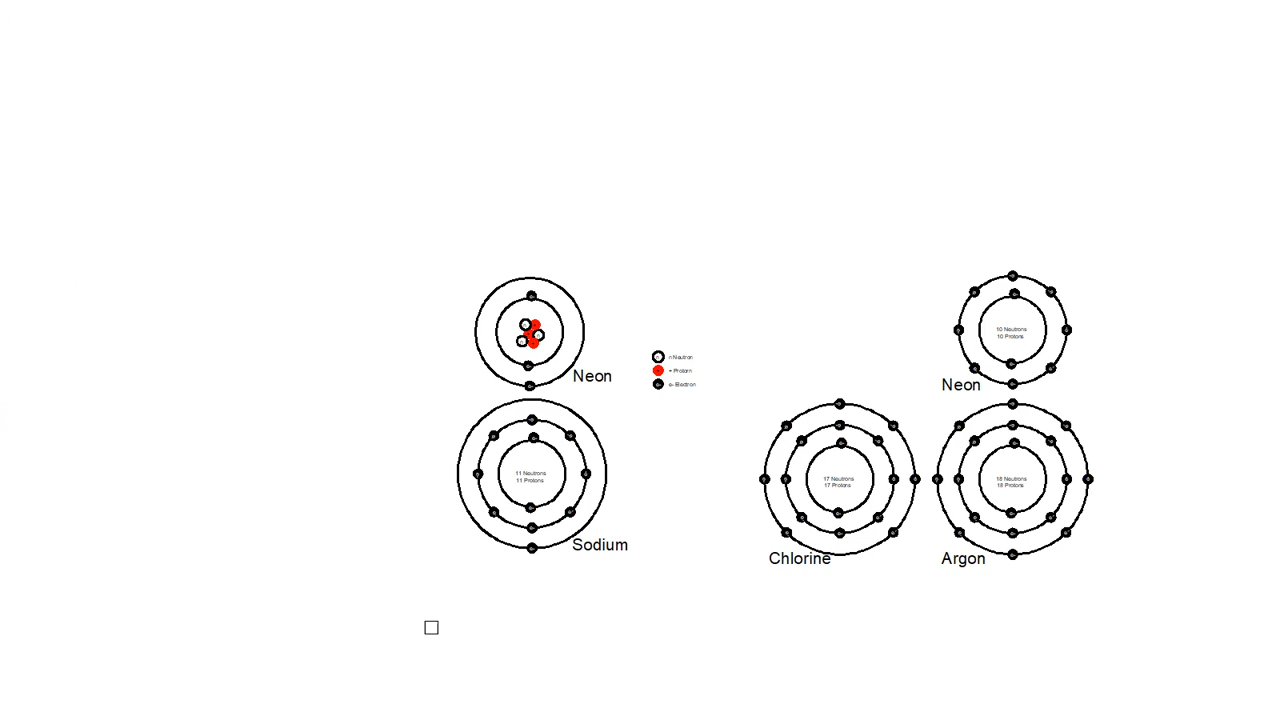 n Neutron
+ Protorn
e- Electron
Neon
11 Neutrons
11 Protons
Sodium
10 Neutrons
10 Protons
Neon
17 Neutrons
17 Protons
Chlorine
18 Neutrons
18 Protons
Argon